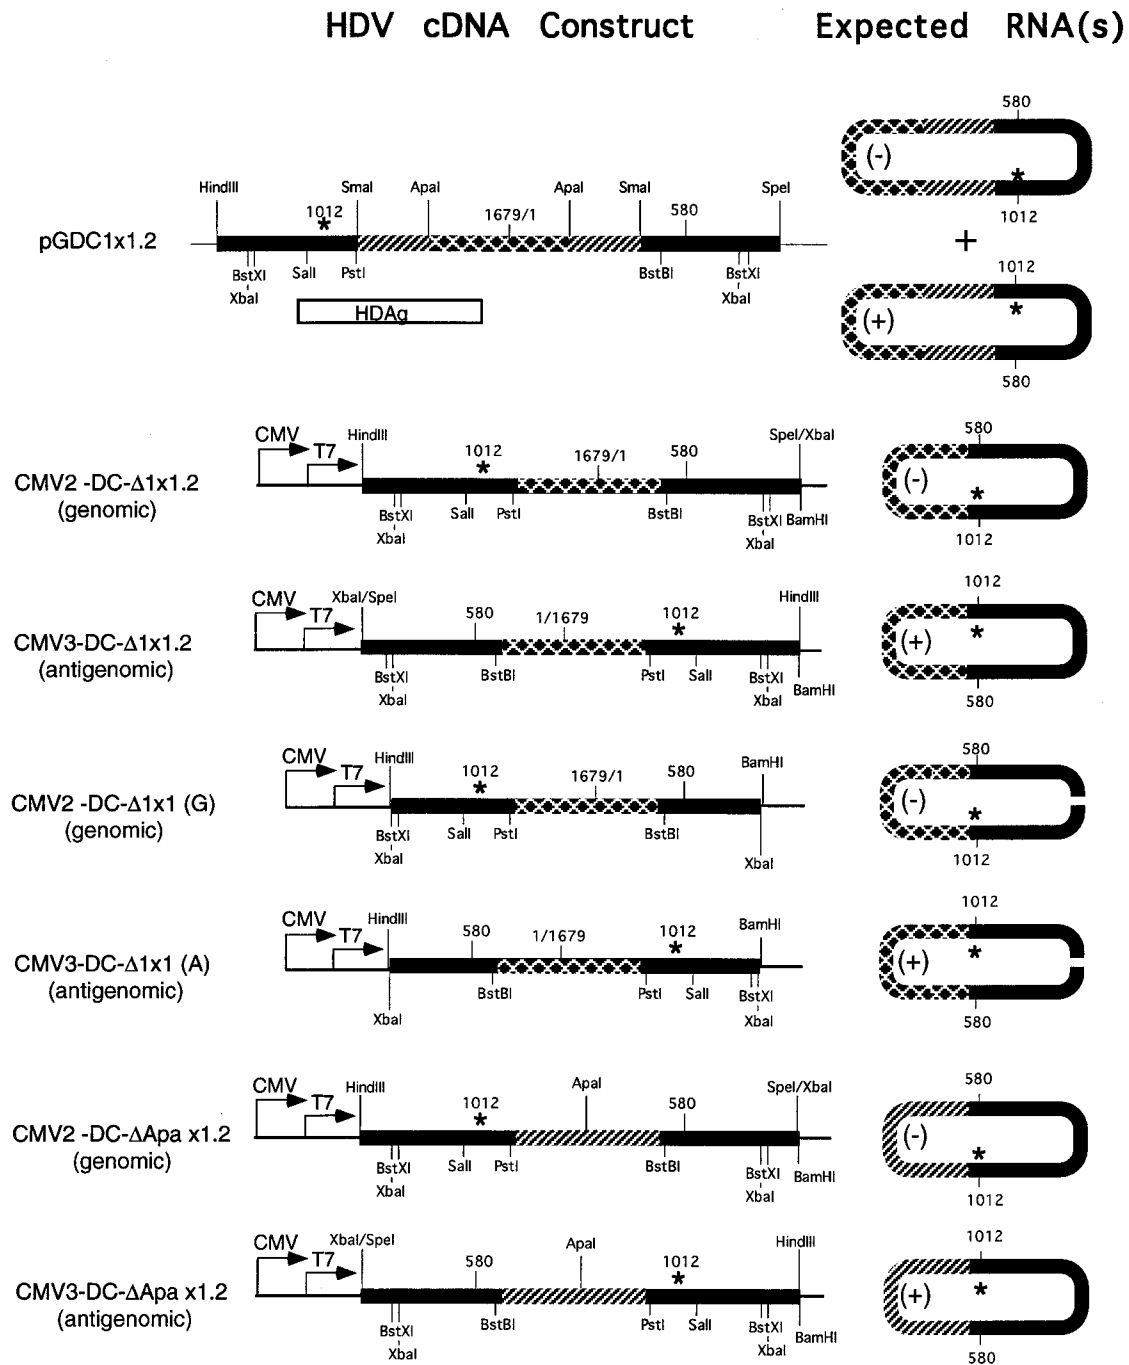 HDV cDNA Construct Expected RNA(s)
580
(-)
HindIII SmaI ApaI ApaI SmaI SpeI
1012 1679/1 580
*
*
1012
pGDC1x1.2
+
BstXI SalI PstI BstBI BstXI
XbaI XbaI
1012
HDAg
*
(+)
580
CMV T7 HindIII 1012 1679/1 580 SpeI/XbaI
*
580
(-)
*
1012
CMV2 -DC-Δ1x1.2
(genomic)
BstXI SalI PstI BstBI BstXI BamHI
XbaI XbaI
CMV T7 XbaI/SpeI 580 1/1679 1012 HindIII
*
1012
*
(+)
580
CMV3-DC-Δ1x1.2
(antigenomic)
BstXI BstBI PstI SalI BstXI BamHI
XbaI XbaI
CMV T7 HindIII 1012 1679/1 580 BamHI
*
580
(-)
*
1012
CMV2 -DC-Δ1x1 (G)
(genomic)
BstXI SalI PstI BstBI
XbaI XbaI
CMV T7 HindIII 580 1/1679 1012 BamHI
*
1012
*
(+)
580
CMV3-DC-Δ1x1 (A)
(antigenomic)
BstBI PstI SalI BstXI
XbaI XbaI
CMV T7 HindIII 1012 ApaI 580 SpeI/XbaI
*
580
(-)
*
1012
CMV2 -DC-ΔApa x1.2
(genomic)
BstXI SalI PstI BstBI BstXI BamHI
XbaI XbaI
CMV T7 XbaI/SpeI 580 ApaI 1012 HindIII
*
1012
*
(+)
580
CMV3-DC-ΔApa x1.2
(antigenomic)
BstXI BstBI PstI SalI BstXI BamHI
XbaI XbaI